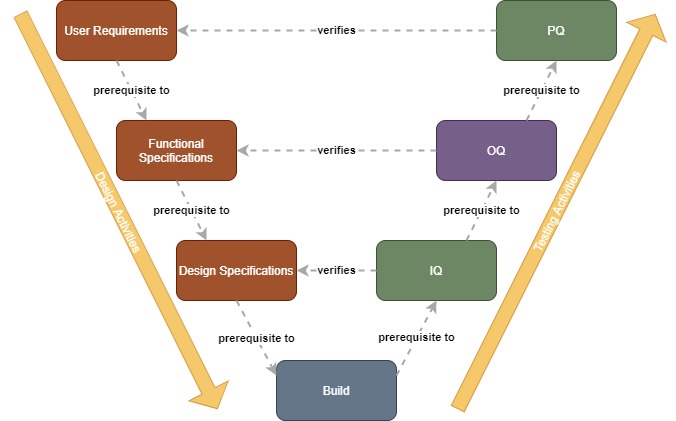 User Requirements
verifies
PQ
prerequisite to
prerequisite to
Functional
Specifications
verifies
OQ
Design Activities
Testing Activities
prerequisite to
prerequisite to
Design Specifications
verifies
IQ
prerequisite to
prerequisite to
Build